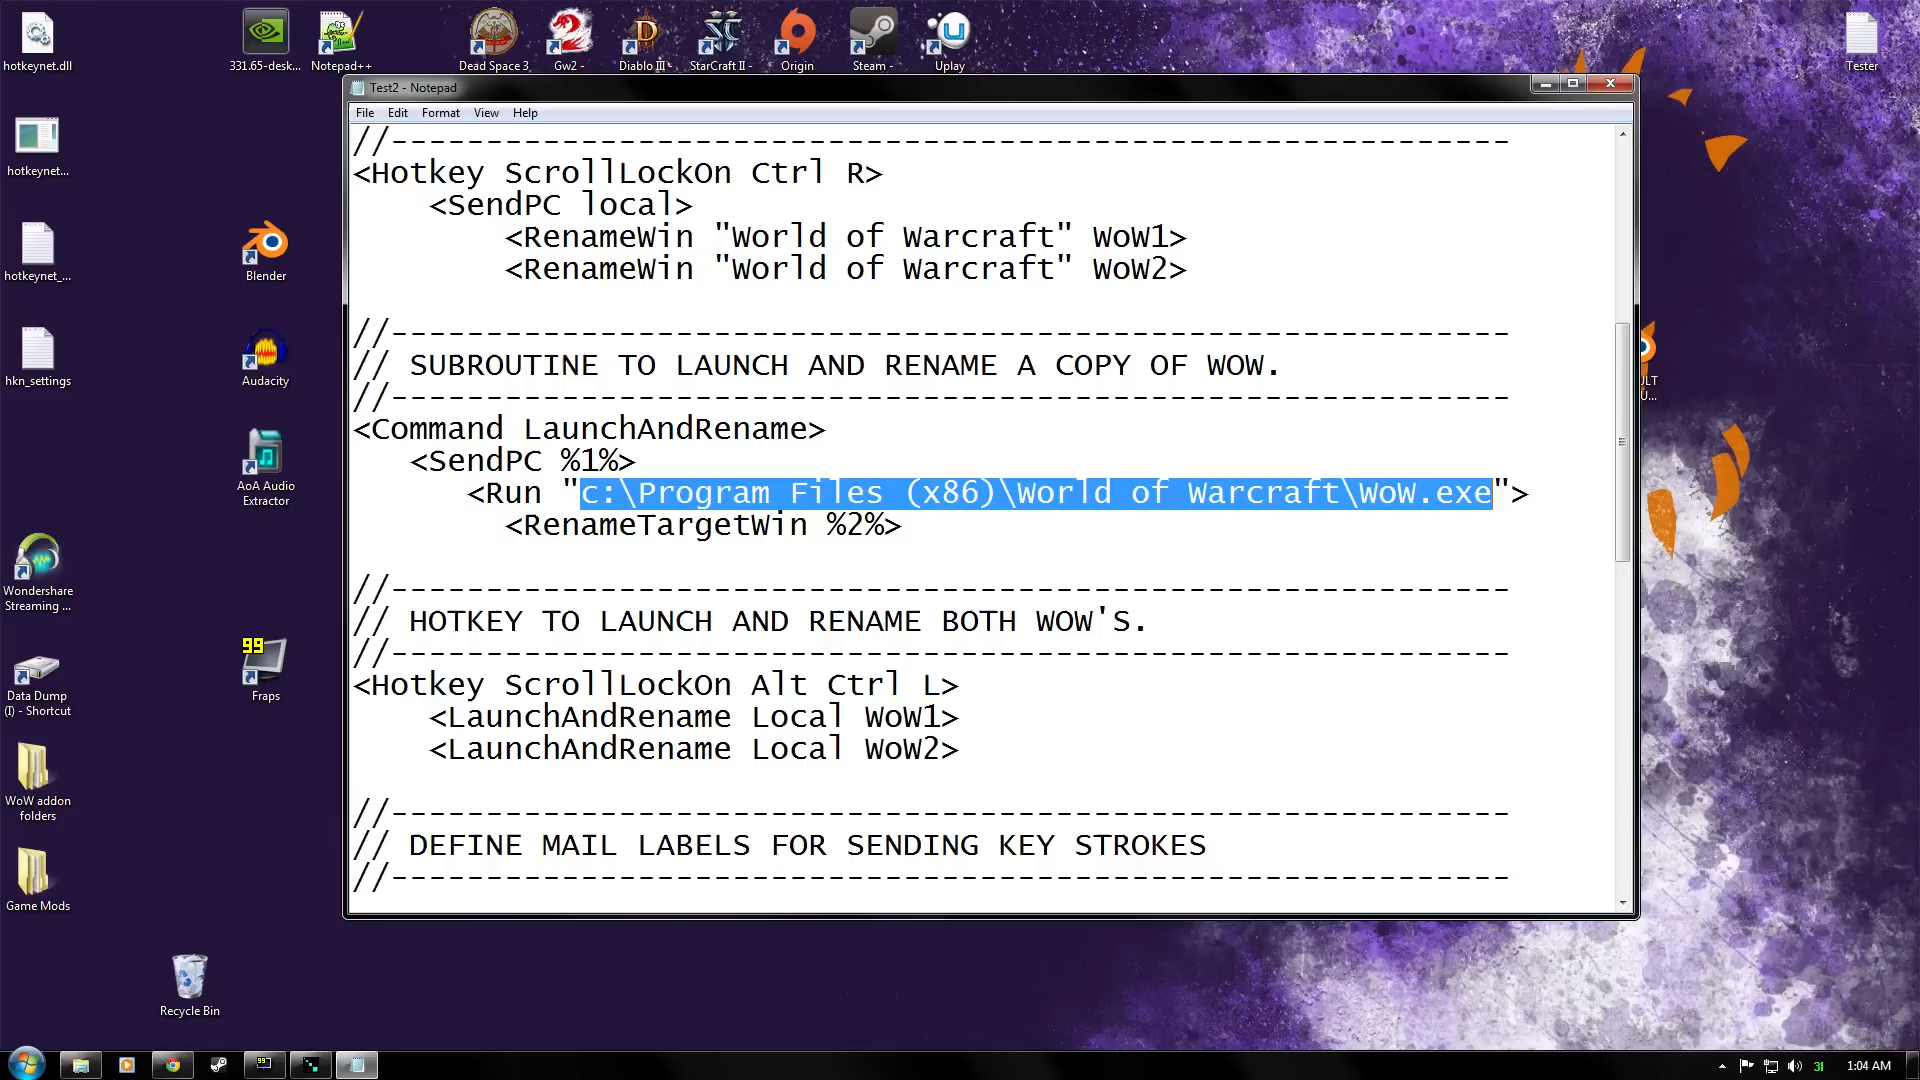 hotkeynet.dll
331.65-desk...
Notepad++
Dead Space 3
Gw2 -
Diablo III -
StarCraft II -
Origin
Steam -
Uplay
Tester
Test2 - Notepad
File Edit Format View Help
//-----------------------------------------------------------
<Hotkey ScrollLockOn Ctrl R>
<SendPC local>
<RenameWin "World of Warcraft" WoW1>
<RenameWin "World of Warcraft" WoW2>
//-----------------------------------------------------------
// SUBROUTINE TO LAUNCH AND RENAME A COPY OF WOW.
//-----------------------------------------------------------
<Command LaunchAndRename>
<SendPC %1%>
<Run "c:\Program Files (x86)\World of Warcraft\WoW.exe">
<RenameTargetWin %2%>
//-----------------------------------------------------------
// HOTKEY TO LAUNCH AND RENAME BOTH WOW'S.
//-----------------------------------------------------------
<Hotkey ScrollLockOn Alt Ctrl L>
<LaunchAndRename Local WoW1>
<LaunchAndRename Local WoW2>
//-----------------------------------------------------------
// DEFINE MAIL LABELS FOR SENDING KEY STROKES
//-----------------------------------------------------------
hotkeynet...
hotkeynet_...
Blender
hkn_settings
Audacity
AoA Audio
Extractor
Wondershare
Streaming ...
99
Fraps
Data Dump
(I) - Shortcut
WoW addon
folders
Game Mods
Recycle Bin
99
31
1:04 AM